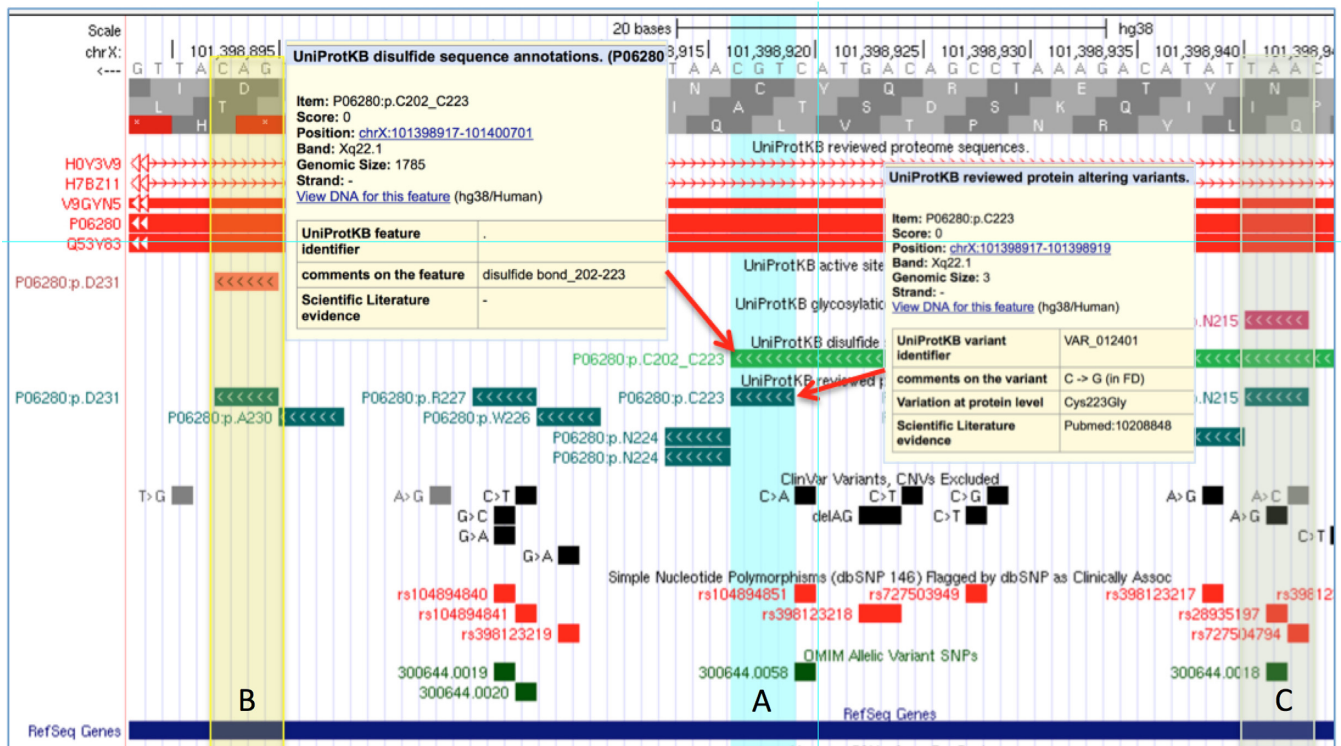 Scale
20 bases
hg38
chrX:
101,398,895
8,915
101,398,920
101,398,925
101,398,930
101,398,935
101,398,940
101,398,94
<---
G T T A C A G
T A A C G T C A T G A C A G C C T A A A G A C A T A T T A A C
I D
N C Y Q R I E T Y N
L T
I A T S D S K Q I I P
* H *
Q L V T P N R Y L Q
UniProtKB disulfide sequence annotations. (P06280
Item: P06280:p.C202_C223
Score: 0
Position: chrX:101398917-101400701
Band: Xq22.1
Genomic Size: 1785
Strand: -
View DNA for this feature (hg38/Human)
UniProtKB feature identifier
.
comments on the feature
disulfide bond_202-223
Scientific Literature evidence
-
UniProtKB reviewed proteome sequences.
H0Y3V9
H7BZ11
V9GYN5
P06280
Q53Y83
UniProtKB reviewed protein altering variants.
Item: P06280:p.C223
Score: 0
Position: chrX:101398917-101398919
Band: Xq22.1
Genomic Size: 3
Strand: -
View DNA for this feature (hg38/Human)
UniProtKB variant identifier
VAR_012401
comments on the variant
C -> G (in FD)
Variation at protein level
Cys223Gly
Scientific Literature evidence
Pubmed:10208848
UniProtKB active site
P06280:p.D231
UniProtKB glycosylatic
.N215
UniProtKB disulfide
P06280:p.C202_C223
UniProtKB reviewed p
P06280:p.D231
P06280:p.R227
P06280:p.C223
.N215
P06280:p.A230
P06280:p.W226
P06280:p.N224
P06280:p.N224
ClinVar Variants, CNVs Excluded
T>G
A>G
C>T
C>A
C>T
C>G
A>G
A>C
G>C
delAG
C>T
A>G
G>A
C>T
G>A
Simple Nucleotide Polymorphisms (dbSNP 146) Flagged by dbSNP as Clinically Assoc
rs104894840
rs104894851
rs727503949
rs398123217
rs39812
rs104894841
rs398123218
rs28935197
rs398123219
rs727504794
OMIM Allelic Variant SNPs
300644.0019
300644.0058
300644.0018
300644.0020
B
A
C
RefSeq Genes
RefSeq Genes